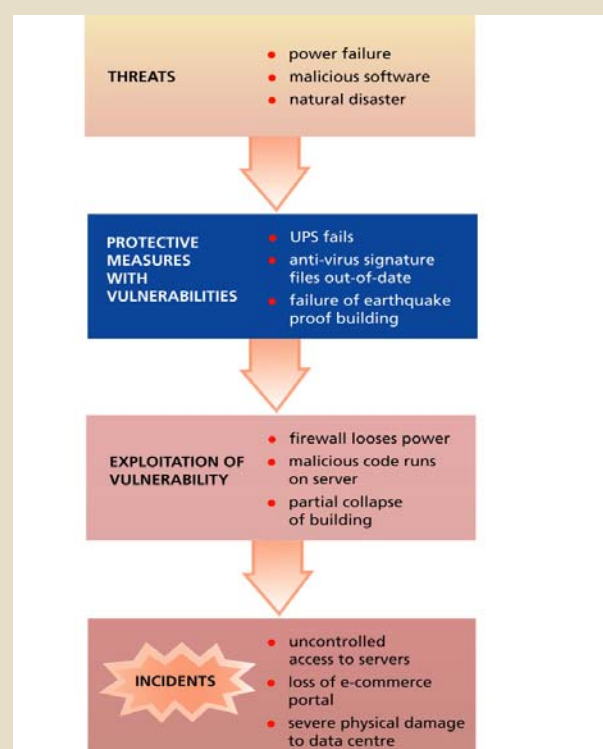 THREATS
• power failure
• malicious software
• natural disaster
PROTECTIVE
MEASURES
WITH
VULNERABILITIES
• UPS fails
• anti-virus signature
files out-of-date
• failure of earthquake
proof building
EXPLOITATION OF
VULNERABILITY
• firewall looses power
• malicious code runs
on server
• partial collapse
of building
INCIDENTS
• uncontrolled
access to servers
• loss of e-commerce
portal
• severe physical damage
to data centre